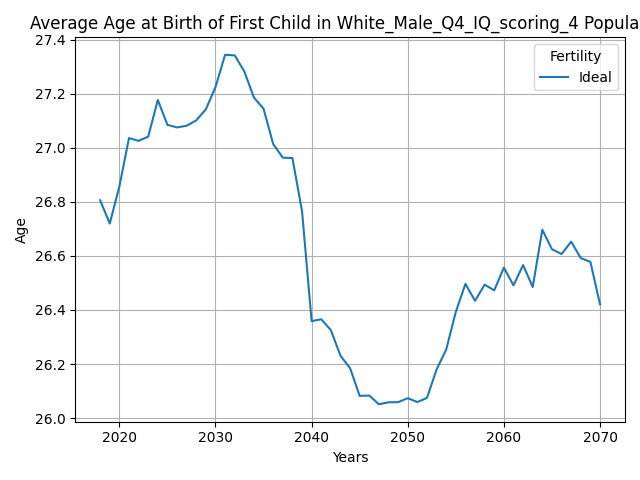 Average Age at Birth of First Child in White_Male_Q4_IQ_scoring_4 Popula
27.4
27.2
27.0
26.8
26.6
26.4
26.2
26.0
Age
Fertility
Ideal
2020 2030 2040 2050 2060 2070
Years